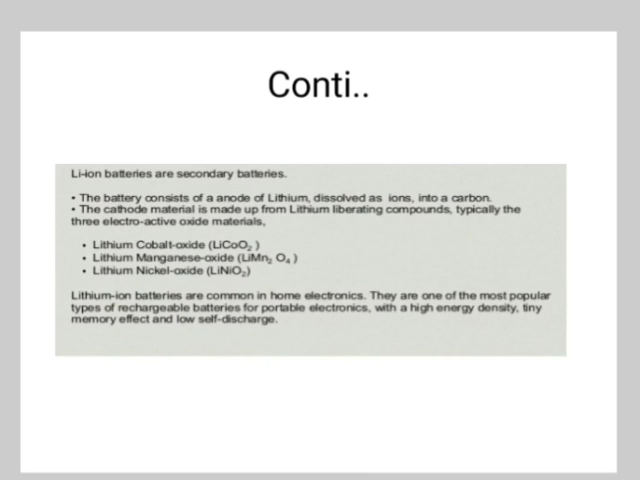 Conti..
Li-ion batteries are secondary batteries.
• The battery consists of a anode of Lithium, dissolved as ions, into a carbon.
• The cathode material is made up from Lithium liberating compounds, typically the
three electro-active oxide materials,
• Lithium Cobalt-oxide (LiCoO₂ )
• Lithium Manganese-oxide (LiMn₂ O₄ )
• Lithium Nickel-oxide (LiNiO₂)
Lithium-ion batteries are common in home electronics. They are one of the most popular
types of rechargeable batteries for portable electronics, with a high energy density, tiny
memory effect and low self-discharge.